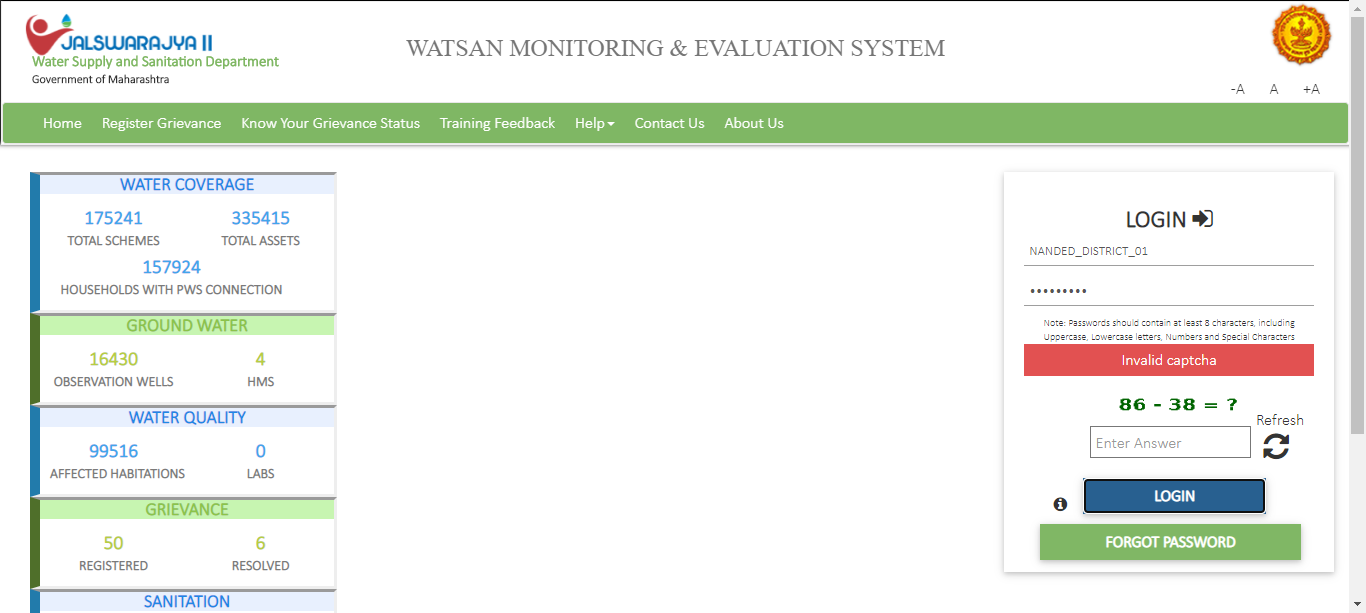 JALSWARAJYA II
Water Supply and Sanitation Department
Government of Maharashtra
WATSAN MONITORING & EVALUATION SYSTEM
-A A +A
Home Register Grievance Know Your Grievance Status Training Feedback Help Contact Us About Us
WATER COVERAGE
175241 335415
TOTAL SCHEMES TOTAL ASSETS
157924
HOUSEHOLDS WITH PWS CONNECTION
GROUND WATER
16430 4
OBSERVATION WELLS HMS
WATER QUALITY
99516 0
AFFECTED HABITATIONS LABS
GRIEVANCE
50 6
REGISTERED RESOLVED
SANITATION
LOGIN
NANDED_DISTRICT_01
•••••••••
Note: Passwords should contain at least 8 characters, including
Uppercase, Lowercase letters, Numbers and Special Characters
Invalid captcha
86 - 38 = ?
Refresh
Enter Answer
LOGIN
FORGOT PASSWORD